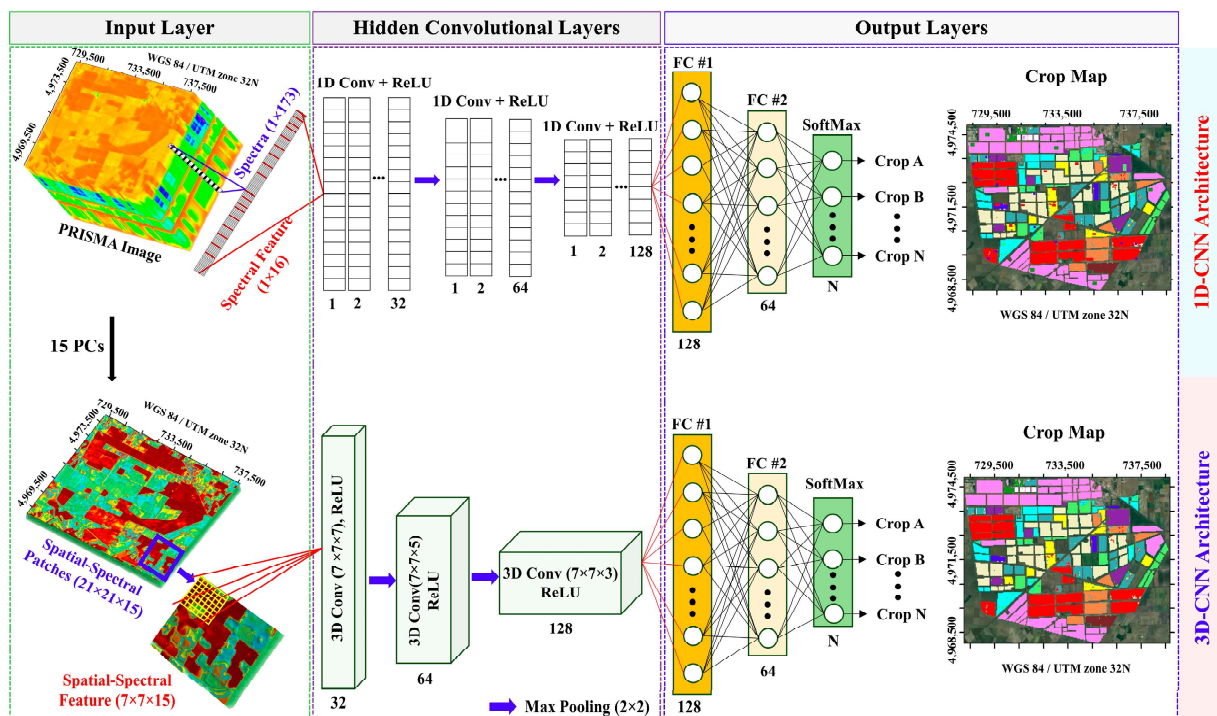 Input Layer
Hidden Convolutional Layers
Output Layers
WGS 84 / UTM zone 32N
729,500
733,500
737,500
4,973,500
4,969,500
PRISMA Image
Spectra (1×173)
Spectral Feature
(1×16)
15 PCs
WGS 84 / UTM zone 32N
729,500
733,500
737,500
4,973,500
4,969,500
Spatial-Spectral
Patches (21×21×15)
Spatial-Spectral
Feature (7×7×15)
1D Conv + ReLU
...
1 2 32
1D Conv + ReLU
...
1 2 64
1D Conv + ReLU
...
1 2 128
3D Conv (7 ×7×7), ReLU
32
3D Conv(7×7×5)
ReLU
64
3D Conv (7×7×3)
ReLU
128
Max Pooling (2×2)
FC #1
128
FC #2
64
SoftMax
N
Crop A
Crop B
Crop N
Crop Map
729,500 733,500 737,500
4,974,500
4,971,500
4,968,500
WGS 84 / UTM zone 32N
1D-CNN Architecture
FC #1
128
FC #2
64
SoftMax
N
Crop A
Crop B
Crop N
Crop Map
729,500 733,500 737,500
4,974,500
4,971,500
4,968,500
WGS 84 / UTM zone 32N
3D-CNN Architecture